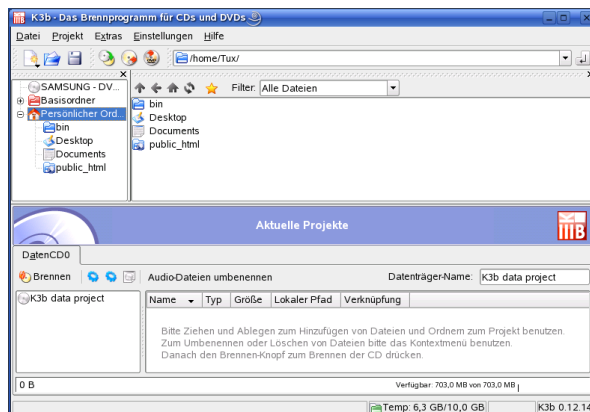 K3b - Das Brennprogramm für CDs und DVDs
Datei Projekt Extras Einstellungen Hilfe
/home/Tux/
SAMSUNG - DV...
Basisordner
Persönlicher Ord...
bin
Desktop
Documents
public_html
Filter: Alle Dateien
bin
Desktop
Documents
public_html
Aktuelle Projekte
DatenCD0
Brennen
Audio-Dateien umbenennen
Datenträger-Name: K3b data project
K3b data project
Name Typ Größe Lokaler Pfad Verknüpfung
Bitte Ziehen und Ablegen zum Hinzufügen von Dateien und Ordnern zum Projekt benutzen.
Zum Umbenennen oder Löschen von Dateien bitte das Kontextmenü benutzen.
Danach den Brennen-Knopf zum Brennen der CD drücken.
0 B
Verfügbar: 703,0 MB von 703,0 MB
Temp: 6,3 GB/10,0 GB
K3b 0.12.14